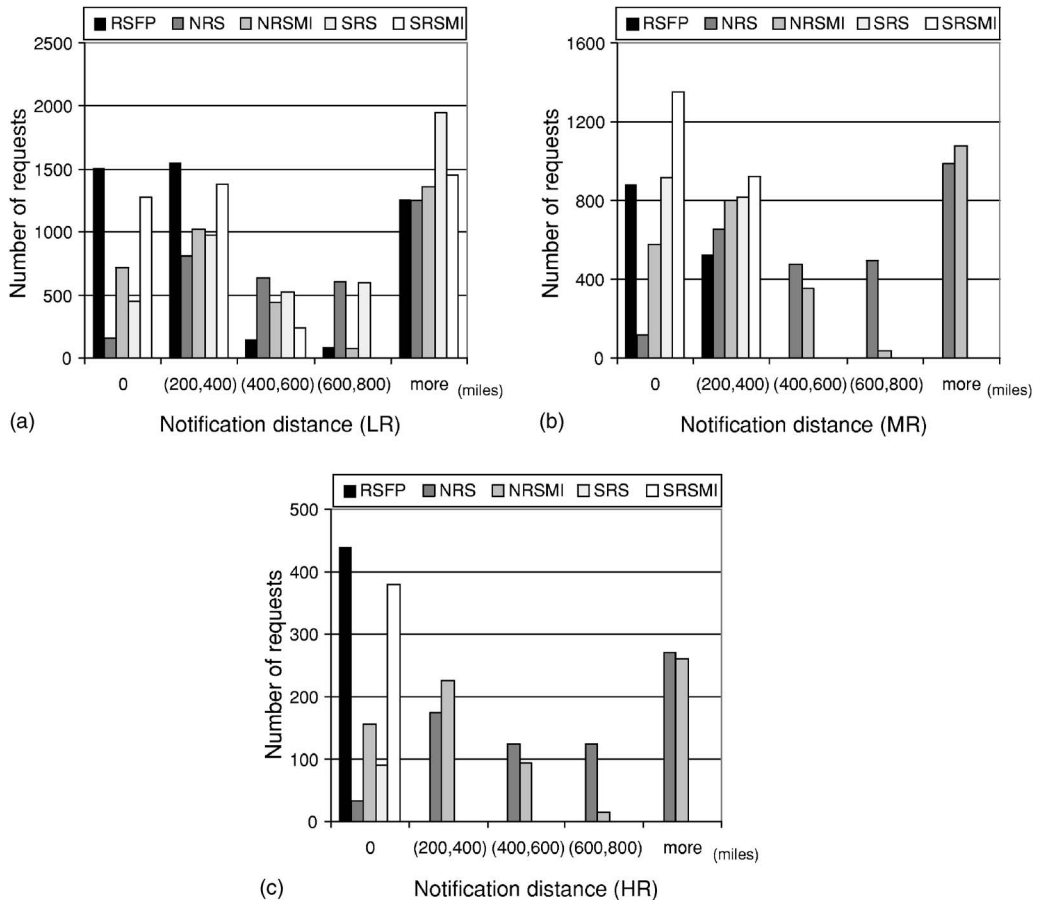 RSFP NRS NRSMI SRS SRSMI
2500
2000
1500
1000
500
0
Number of requests
0 (200,400) (400,600) (600,800) more (miles)
(a) Notification distance (LR)
RSFP NRS NRSMI SRS SRSMI
1600
1200
800
400
0
Number of requests
0 (200,400) (400,600) (600,800) more (miles)
(b) Notification distance (MR)
RSFP NRS NRSMI SRS SRSMI
500
400
300
200
100
0
Number of requests
0 (200,400) (400,600) (600,800) more (miles)
(c) Notification distance (HR)